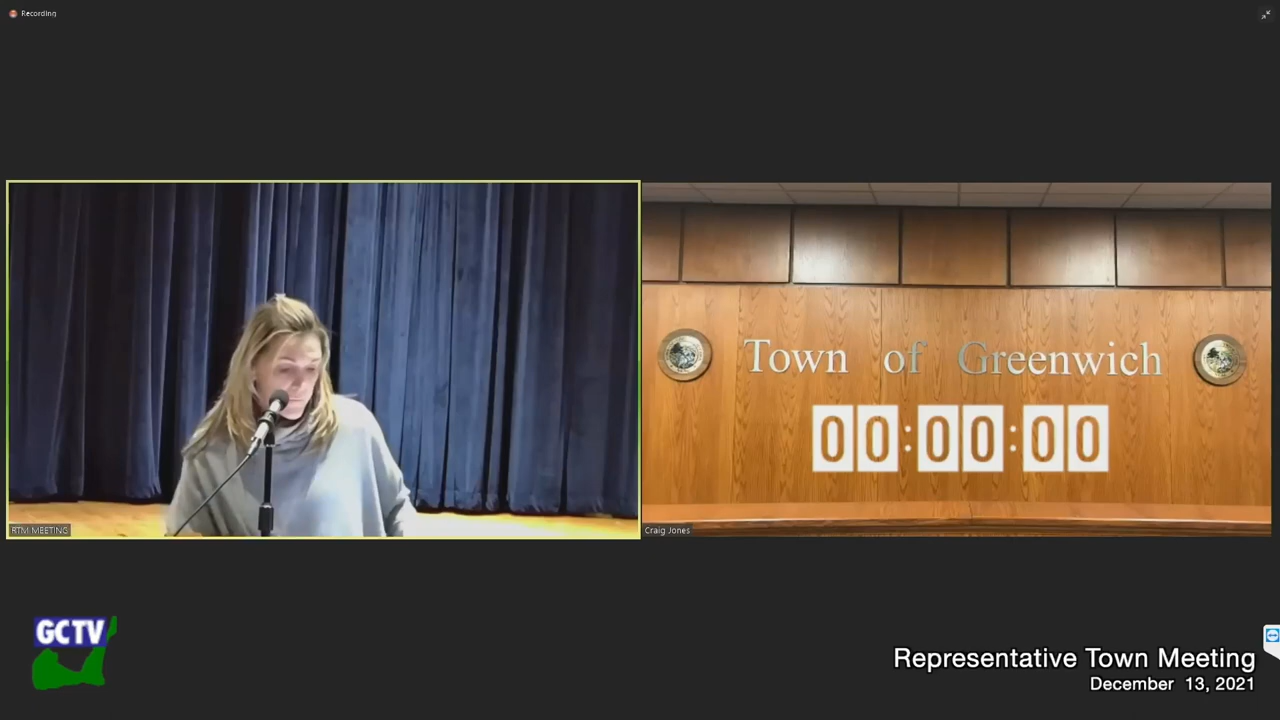 Recording
Town of Greenwich
00:00:00
RTM MEETING
Craig Jones
GCTV
Representative Town Meeting
December 13, 2021